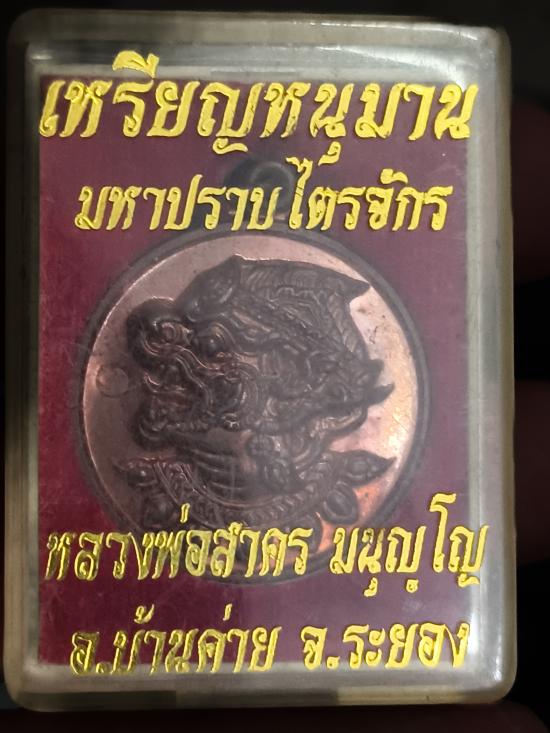 เหรียญหนุมาน
มหาปราบไตรจักร
หลวงพ่อสาคร มนุญฺโญ
อ.บ้านค่าย จ.ระยอง